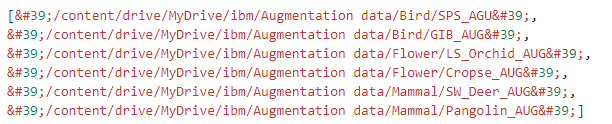 [&#39;/content/drive/MyDrive/ibm/Augmentation data/Bird/SPS_AGU&#39;,
&#39;/content/drive/MyDrive/ibm/Augmentation data/Bird/GIB_AUG&#39;,
&#39;/content/drive/MyDrive/ibm/Augmentation data/Flower/LS_Orchid_AUG&#39;,
&#39;/content/drive/MyDrive/ibm/Augmentation data/Flower/Cropse_AUG&#39;,
&#39;/content/drive/MyDrive/ibm/Augmentation data/Mammal/SW_Deer_AUG&#39;,
&#39;/content/drive/MyDrive/ibm/Augmentation data/Mammal/Pangolin_AUG&#39;]